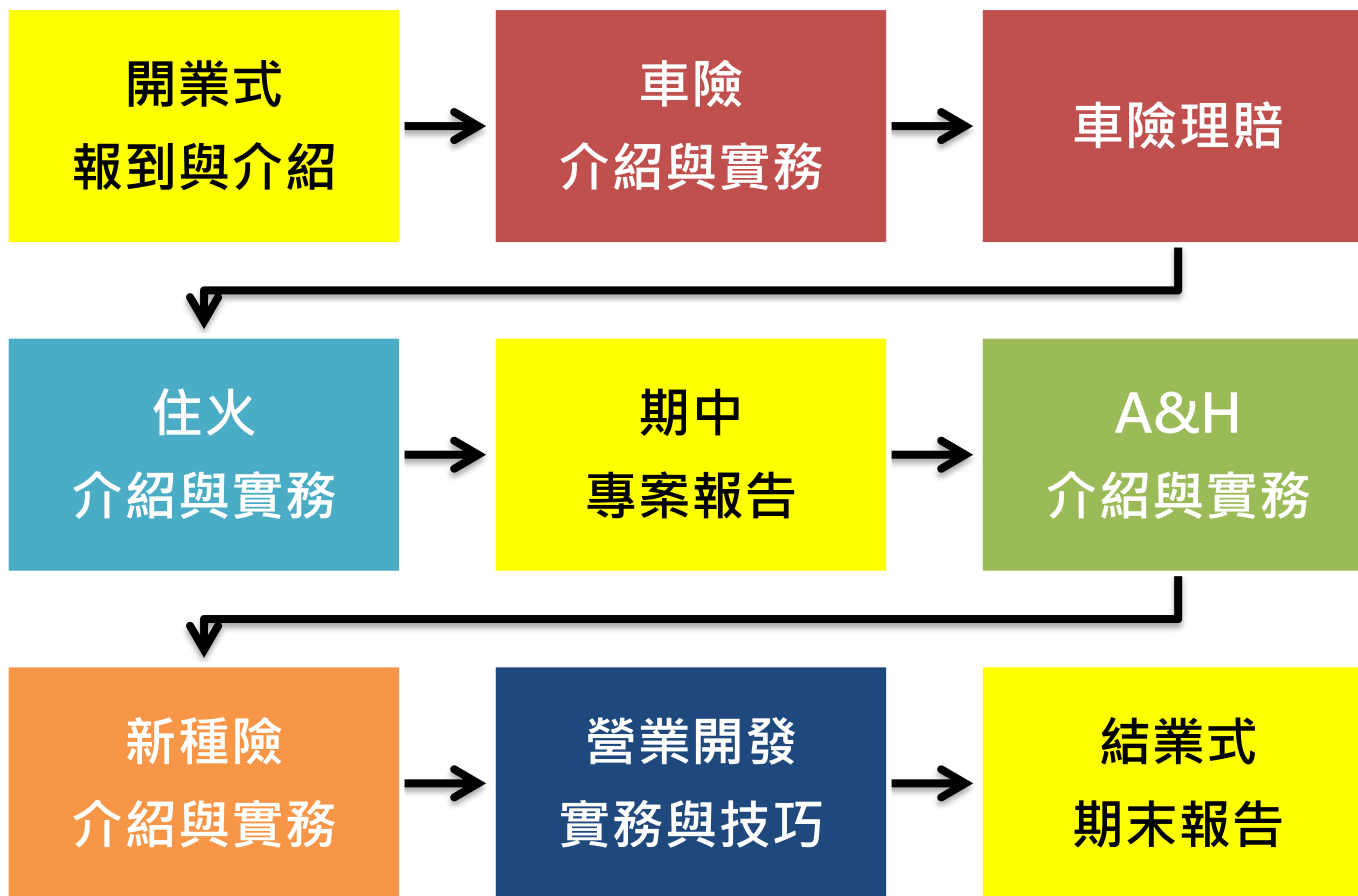 開業式
報到與介紹
車險
介紹與實務
車險理賠
住火
介紹與實務
期中
專案報告
A&H
介紹與實務
新種險
介紹與實務
營業開發
實務與技巧
結業式
期末報告